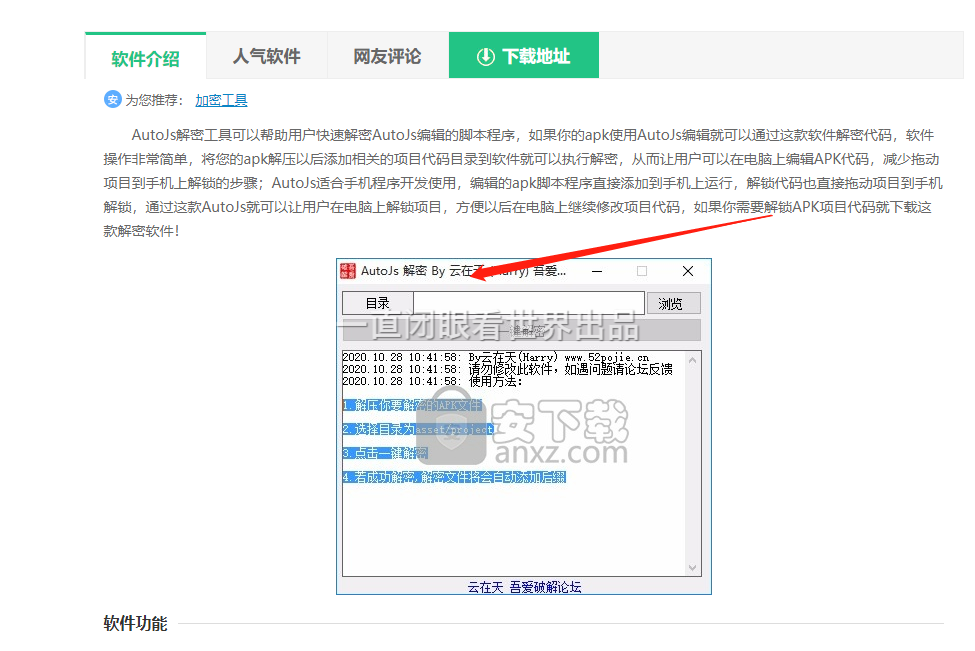 软件介绍 人气软件 网友评论 下载地址
安 为您推荐： 加密工具
AutoJs解密工具可以帮助用户快速解密AutoJs编辑的脚本程序，如果你的apk使用AutoJs编辑就可以通过这款软件解密代码，软件
操作非常简单，将您的apk解压以后添加相关的项目代码目录到软件就可以执行解密，从而让用户可以在电脑上编辑APK代码，减少拖动
项目到手机上解锁的步骤；AutoJs适合手机程序开发使用，编辑的apk脚本程序直接添加到手机上运行，解锁代码也直接拖动项目到手机
解锁，通过这款AutoJs就可以让用户在电脑上解锁项目，方便以后在电脑上继续修改项目代码，如果你需要解锁APK项目代码就下载这
款解密软件！
AutoJs 解密 By 云在天 (Harry) 吾爱...
目录 浏览
一键解密
一直闭眼看世界出品
2020.10.28 10:41:58: By云在天(Harry) www.52pojie.cn
2020.10.28 10:41:58: 请勿修改此软件，如遇问题请论坛反馈
2020.10.28 10:41:58: 使用方法：
1.解压你要解密的APK文件
2.选择目录为asset/project
3.点击一键解密
4.若成功解密,解密文件将会自动添加后缀
安下载
anxz.com
云在天 吾爱破解论坛
软件功能